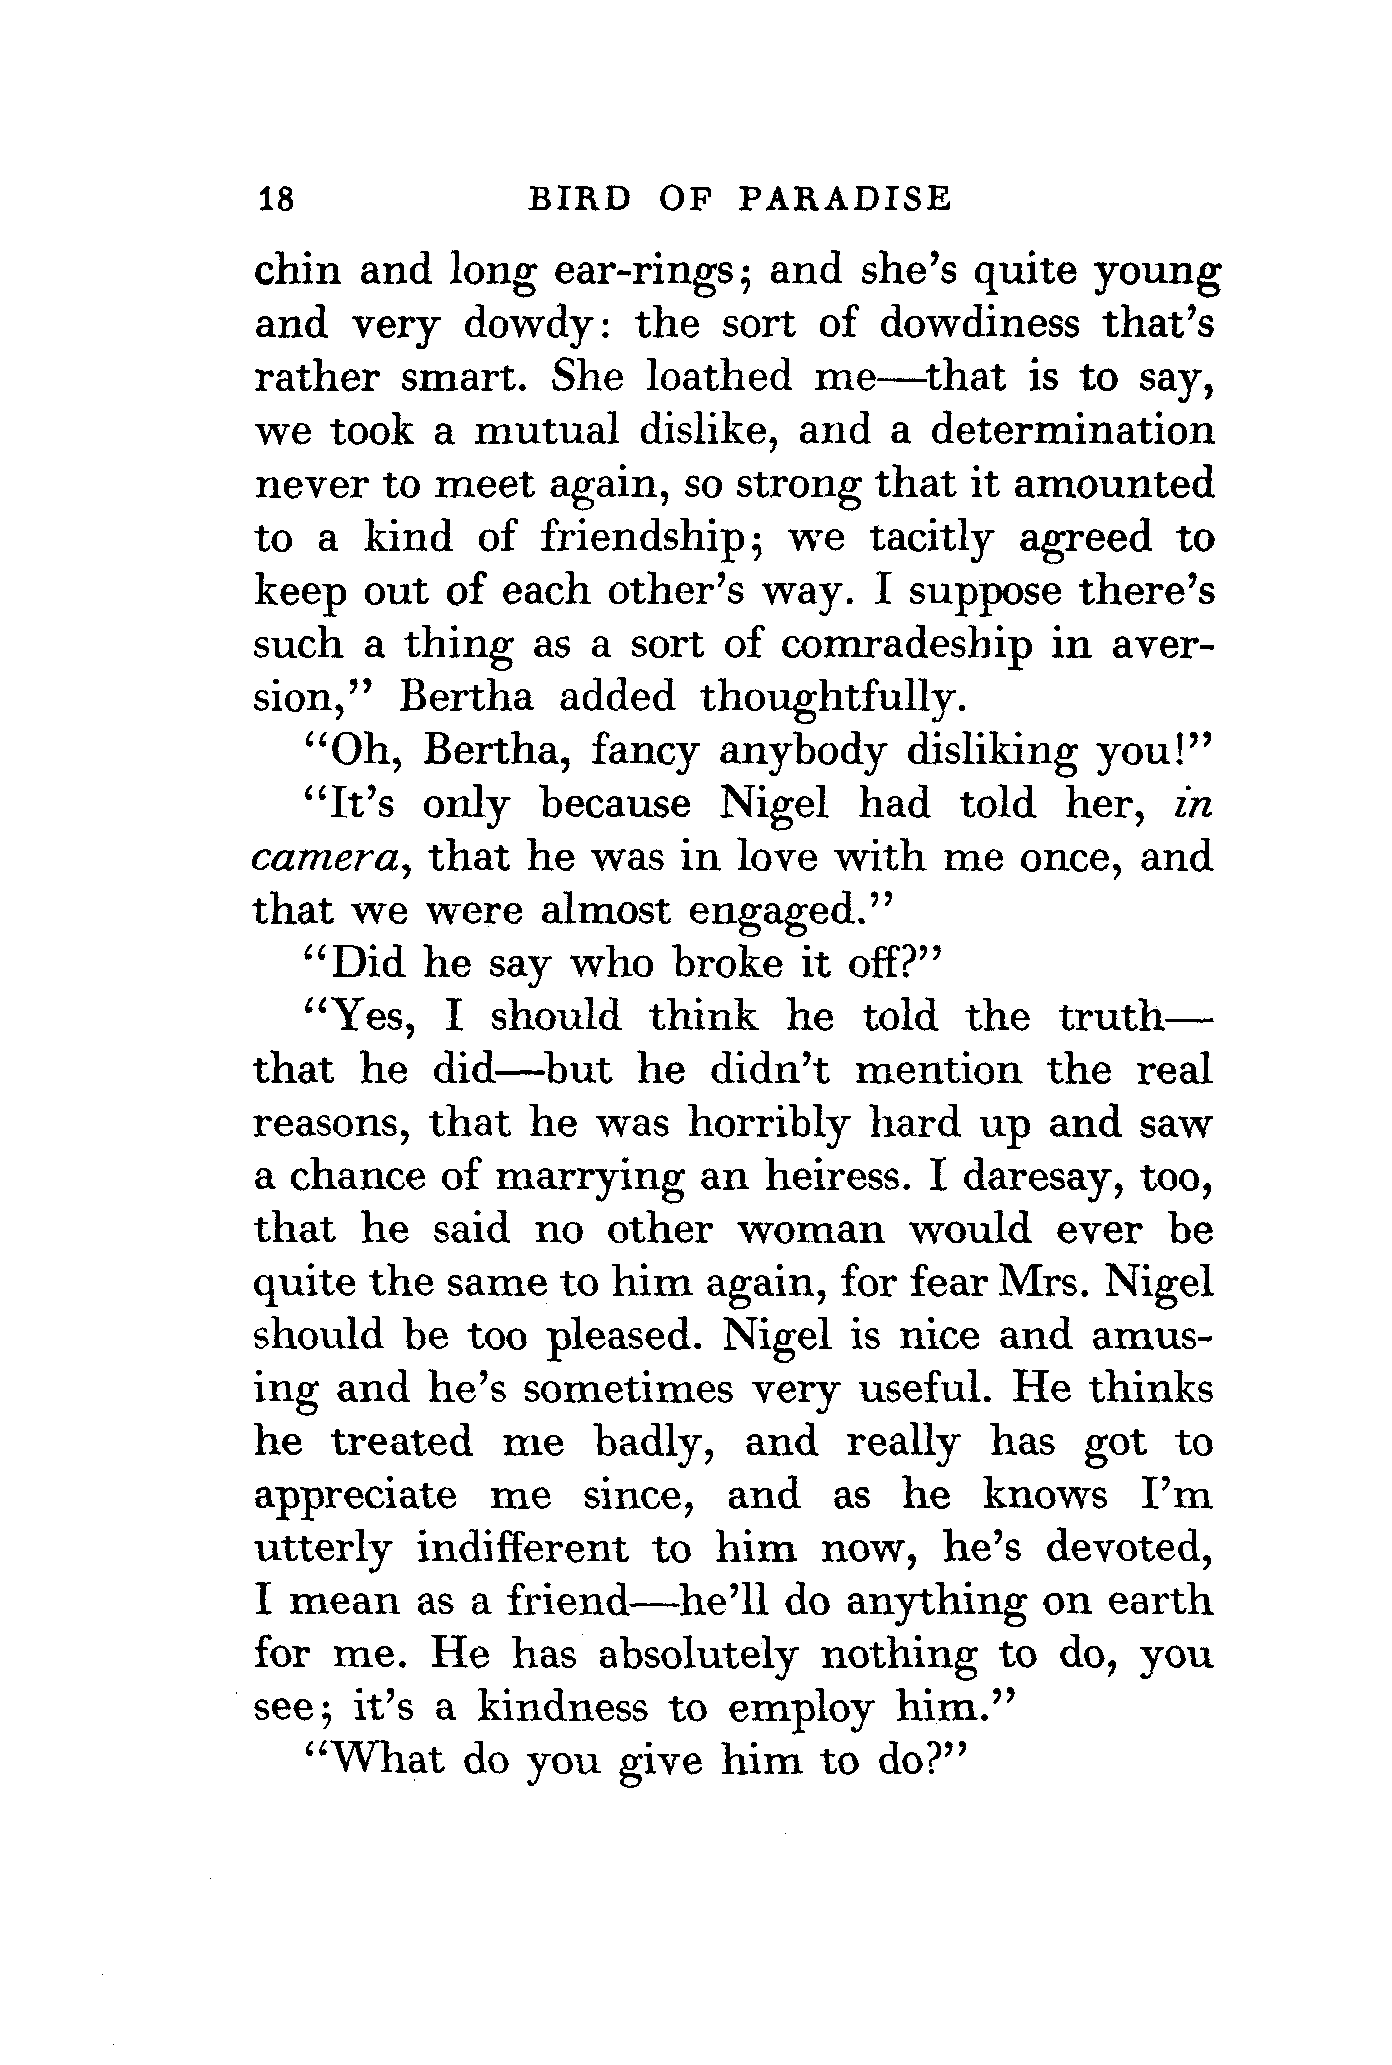 18 BIRD OF PARADISE
chin and long ear-rings; and she's quite young
and very dowdy: the sort of dowdiness that's
rather smart. She loathed me—that is to say,
we took a mutual dislike, and a determination
never to meet again, so strong that it amounted
to a kind of friendship; we tacitly agreed to
keep out of each other's way. I suppose there's
such a thing as a sort of comradeship in aver-
sion," Bertha added thoughtfully.
"Oh, Bertha, fancy anybody disliking you!"
"It's only because Nigel had told her, in
camera, that he was in love with me once, and
that we were almost engaged."
"Did he say who broke it off?"
"Yes, I should think he told the truth—
that he did—but he didn't mention the real
reasons, that he was horribly hard up and saw
a chance of marrying an heiress. I daresay, too,
that he said no other woman would ever be
quite the same to him again, for fear Mrs. Nigel
should be too pleased. Nigel is nice and amus-
ing and he's sometimes very useful. He thinks
he treated me badly, and really has got to
appreciate me since, and as he knows I'm
utterly indifferent to him now, he's devoted,
I mean as a friend—he'll do anything on earth
for me. He has absolutely nothing to do, you
see; it's a kindness to employ him."
"What do you give him to do?"